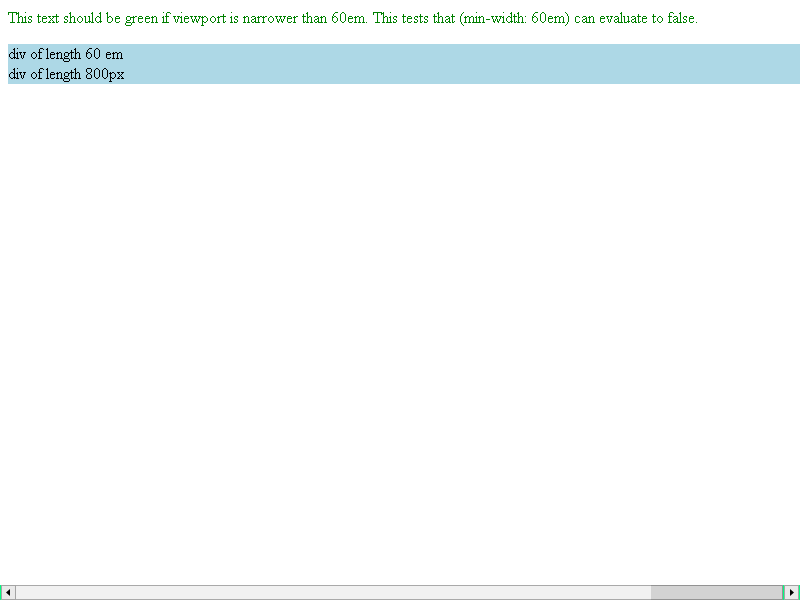 This text should be green if viewport is narrower than 60em. This tests that (min-width: 60em) can evaluate to false.
div of length 60 em
div of length 800px